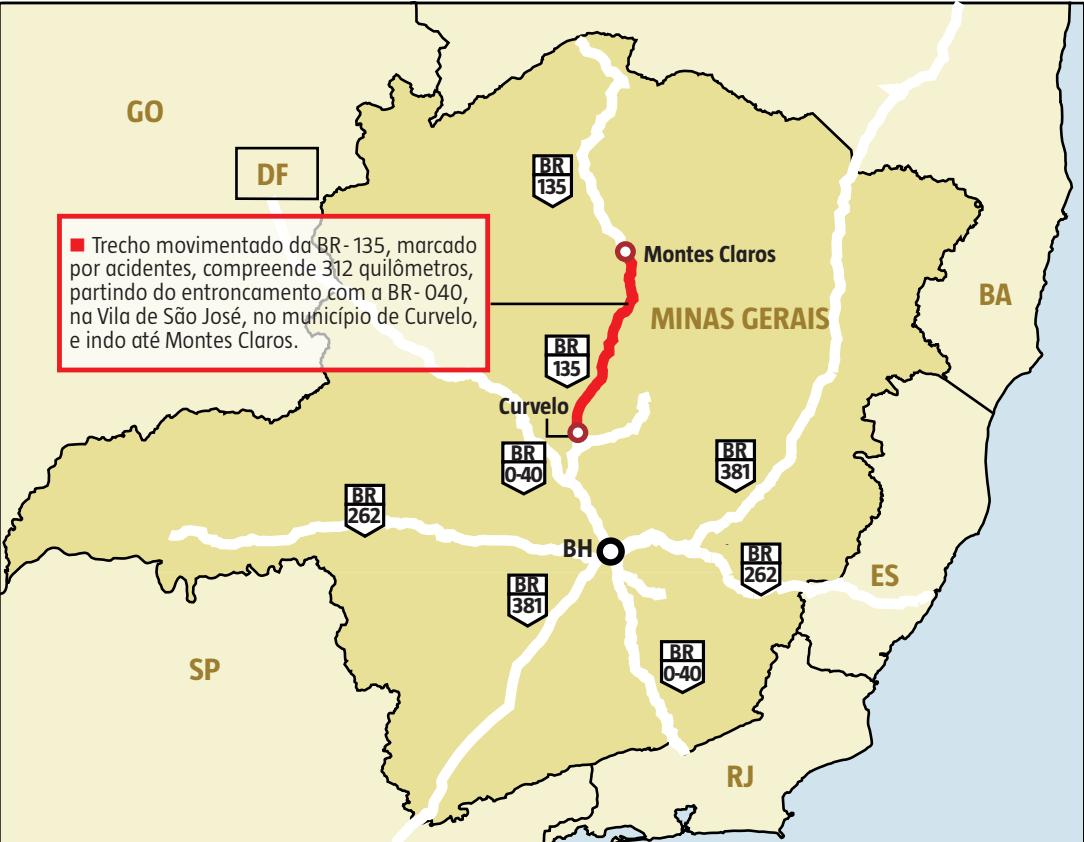 GO
DF
BR
135
■ Trecho movimentado da BR-135, marcado
por acidentes, compreende 312 quilômetros,
partindo do entroncamento com a BR-040,
na Vila de São José, no município de Curvelo,
e indo até Montes Claros.
Montes Claros
BA
MINAS GERAIS
BR
135
Curvelo
BR
0-40
BR
381
BR
262
BH
BR
262
ES
BR
381
SP
BR
0-40
RJ